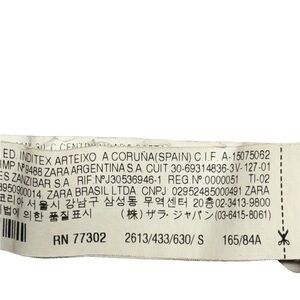 ED INDITEX ARTEIXO A CORUÑA(SPAIN) C.I.F. A-15075062
IMP Nº9488 ZARA ARGENTINA S.A CUIT 30-69314836-3V-127-01
ES ZANZIBAR S.A RIF NºJ30536946-1 REG Nº 0000051 TI-02
8950900014 ZARA BRASIL LTDA CNPJ 02952485000491 ZARA
코리아 서울시 강남구 삼성동 무역센터 20층 02-3413-9800
법에 의한 품질표시 (株) ザラ・ジャパン (03-6415-8061)
RN 77302 2613/433/630/ S 165/84A